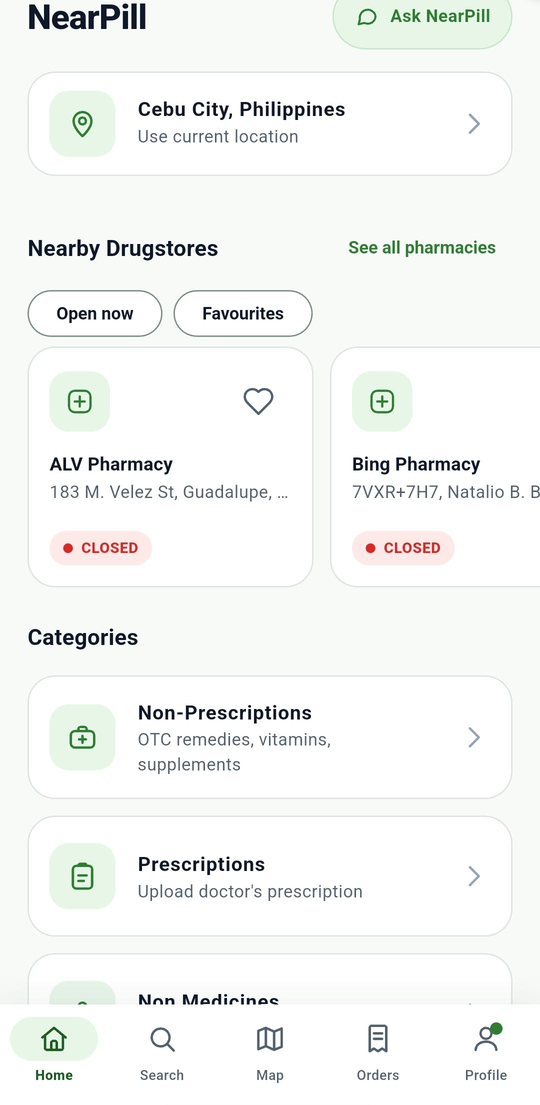 NearPill
Ask NearPill
Cebu City, Philippines
Use current location
Nearby Drugstores
See all pharmacies
Open now
Favourites
ALV Pharmacy
183 M. Velez St, Guadalupe, ...
CLOSED
Bing Pharmacy
7VXR+7H7, Natalio B. B
CLOSED
Categories
Non-Prescriptions
OTC remedies, vitamins,
supplements
Prescriptions
Upload doctor's prescription
Non Medicines
Home
Search
Map
Orders
Profile